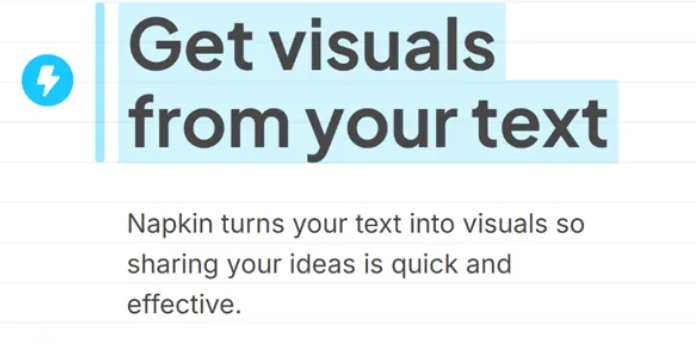 Get visuals
from your text
Napkin turns your text into visuals so
sharing your ideas is quick and
effective.